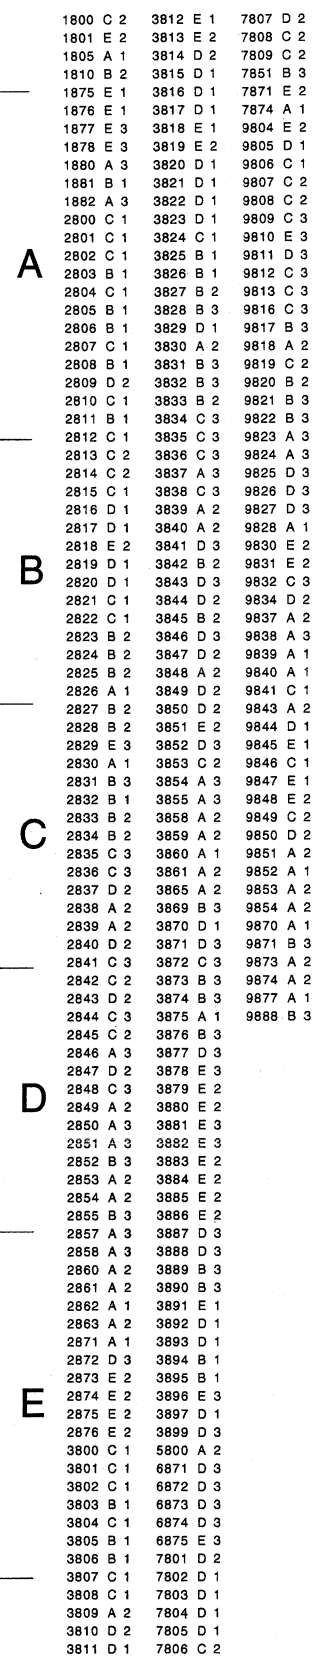 A
B
C
D
E
1800 C 2
1801 E 2
1805 A 1
1810 B 2
1875 E 1
1876 E 1
1877 E 3
1878 E 3
1880 A 3
1881 B 1
1882 A 3
2800 C 1
2801 C 1
2802 C 1
2803 B 1
2804 C 1
2805 B 1
2806 B 1
2807 C 1
2808 B 1
2809 D 2
2810 C 1
2811 B 1
2812 C 1
2813 C 2
2814 C 2
2815 C 1
2816 D 1
2817 D 1
2818 E 2
2819 D 1
2820 D 1
2821 C 1
2822 C 1
2823 B 2
2824 B 2
2825 B 2
2826 A 1
2827 B 2
2828 B 2
2829 E 3
2830 A 1
2831 B 3
2832 B 1
2833 B 2
2834 B 2
2835 C 3
2836 C 3
2837 D 2
2838 A 2
2839 A 2
2840 D 2
2841 C 3
2842 C 2
2843 D 2
2844 C 3
2845 C 2
2846 A 3
2847 D 2
2848 C 3
2849 A 2
2850 A 3
2851 A 3
2852 B 3
2853 A 2
2854 A 2
2855 B 3
2857 A 3
2858 A 3
2860 A 2
2861 A 2
2862 A 1
2863 A 2
2871 A 1
2872 D 3
2873 E 2
2874 E 2
2875 E 2
2876 E 2
3800 C 1
3801 C 1
3802 C 1
3803 B 1
3804 C 1
3805 B 1
3806 B 1
3807 C 1
3808 C 1
3809 A 2
3810 D 2
3811 D 1
3812 E 1
3813 E 2
3814 D 2
3815 D 1
3816 D 1
3817 D 1
3818 E 1
3819 E 2
3820 D 1
3821 D 1
3822 D 1
3823 D 1
3824 C 1
3825 B 1
3826 B 1
3827 B 2
3828 B 3
3829 D 1
3830 A 2
3831 B 3
3832 B 3
3833 B 2
3834 C 3
3835 C 3
3836 C 3
3837 A 3
3838 C 3
3839 A 2
3840 A 2
3841 D 3
3842 B 2
3843 D 3
3844 D 2
3845 B 2
3846 D 3
3847 D 2
3848 A 2
3849 D 2
3850 D 2
3851 E 2
3852 D 3
3853 C 2
3854 A 3
3855 A 3
3858 A 2
3859 A 2
3860 A 1
3861 A 2
3865 A 2
3869 B 3
3870 D 1
3871 D 3
3872 C 3
3873 B 3
3874 B 3
3875 A 1
3876 B 3
3877 D 3
3878 E 3
3879 E 2
3880 E 2
3881 E 3
3882 E 3
3883 E 2
3884 E 2
3885 E 2
3886 E 2
3887 D 3
3888 D 3
3889 B 3
3890 B 3
3891 E 1
3892 D 1
3893 D 1
3894 B 1
3895 B 1
3896 E 3
3897 D 1
3899 D 3
5800 A 2
6871 D 3
6872 D 3
6873 D 3
6874 D 3
6875 E 3
7801 D 2
7802 D 1
7803 D 1
7804 D 1
7805 D 1
7806 C 2
7807 D 2
7808 C 2
7809 C 2
7851 B 3
7871 E 2
7874 A 1
9804 E 2
9805 D 1
9806 C 1
9807 C 2
9808 C 2
9809 C 3
9810 E 3
9811 D 3
9812 C 3
9813 C 3
9816 C 3
9817 B 3
9818 A 2
9819 C 2
9820 B 2
9821 B 3
9822 B 3
9823 A 3
9824 A 3
9825 D 3
9826 D 3
9827 D 3
9828 A 1
9830 E 2
9831 E 2
9832 C 3
9834 D 2
9837 A 2
9838 A 3
9839 A 1
9840 A 1
9841 C 1
9843 A 2
9844 D 1
9845 E 1
9846 C 1
9847 E 1
9848 E 2
9849 C 2
9850 D 2
9851 A 2
9852 A 1
9853 A 2
9854 A 2
9870 A 1
9871 B 3
9873 A 2
9874 A 2
9877 A 1
9888 B 3